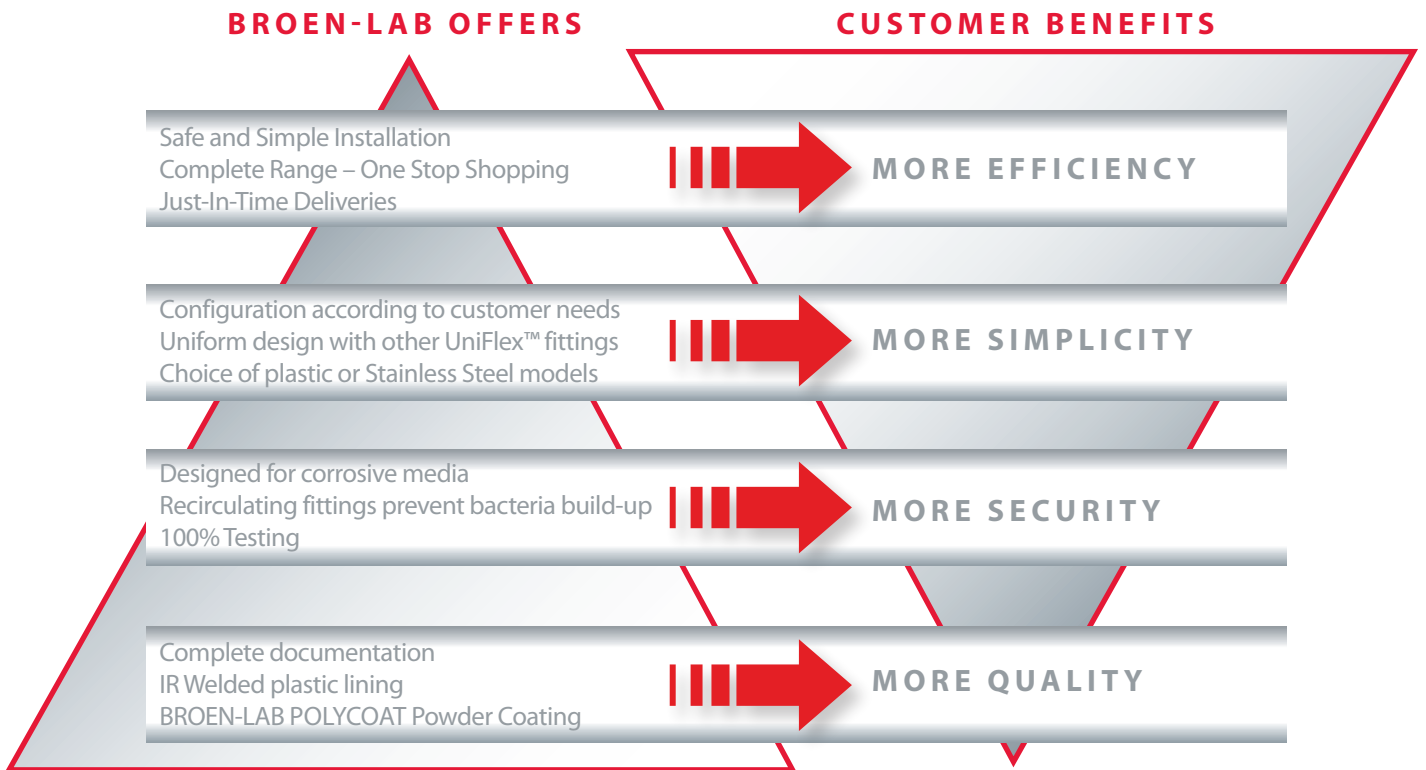 BROEN-LAB OFFERS
CUSTOMER BENEFITS
Safe and Simple Installation
Complete Range – One Stop Shopping
Just-In-Time Deliveries
MORE EFFICIENCY
Configuration according to customer needs
Uniform design with other UniFlex™ fittings
Choice of plastic or Stainless Steel models
MORE SIMPLICITY
Designed for corrosive media
Recirculating fittings prevent bacteria build-up
100% Testing
MORE SECURITY
Complete documentation
IR Welded plastic lining
BROEN-LAB POLYCOAT Powder Coating
MORE QUALITY